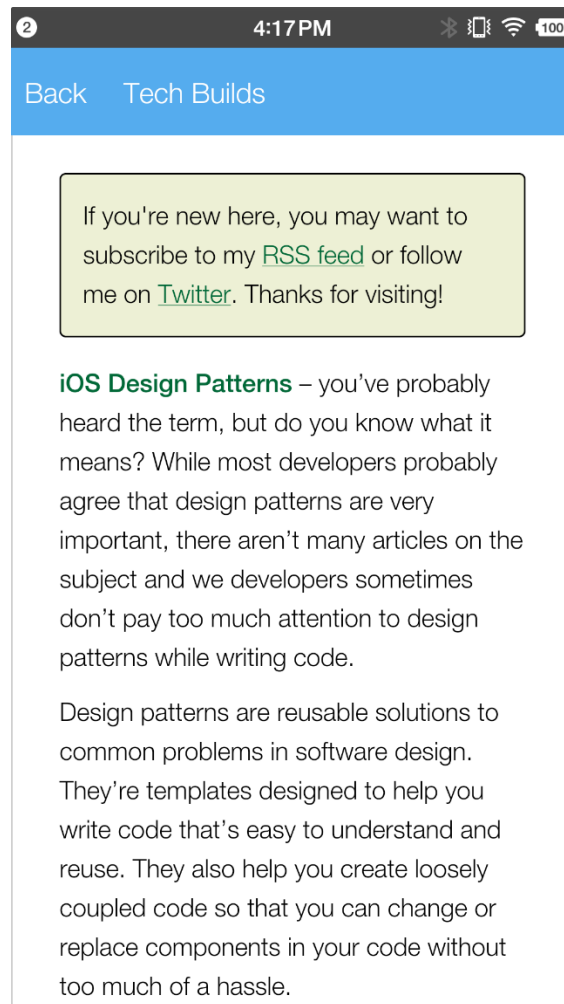 2 4:17 PM 100
Back Tech Builds
If you're new here, you may want to
subscribe to my RSS feed or follow
me on Twitter. Thanks for visiting!
iOS Design Patterns – you’ve probably
heard the term, but do you know what it
means? While most developers probably
agree that design patterns are very
important, there aren’t many articles on the
subject and we developers sometimes
don’t pay too much attention to design
patterns while writing code.
Design patterns are reusable solutions to
common problems in software design.
They’re templates designed to help you
write code that’s easy to understand and
reuse. They also help you create loosely
coupled code so that you can change or
replace components in your code without
too much of a hassle.